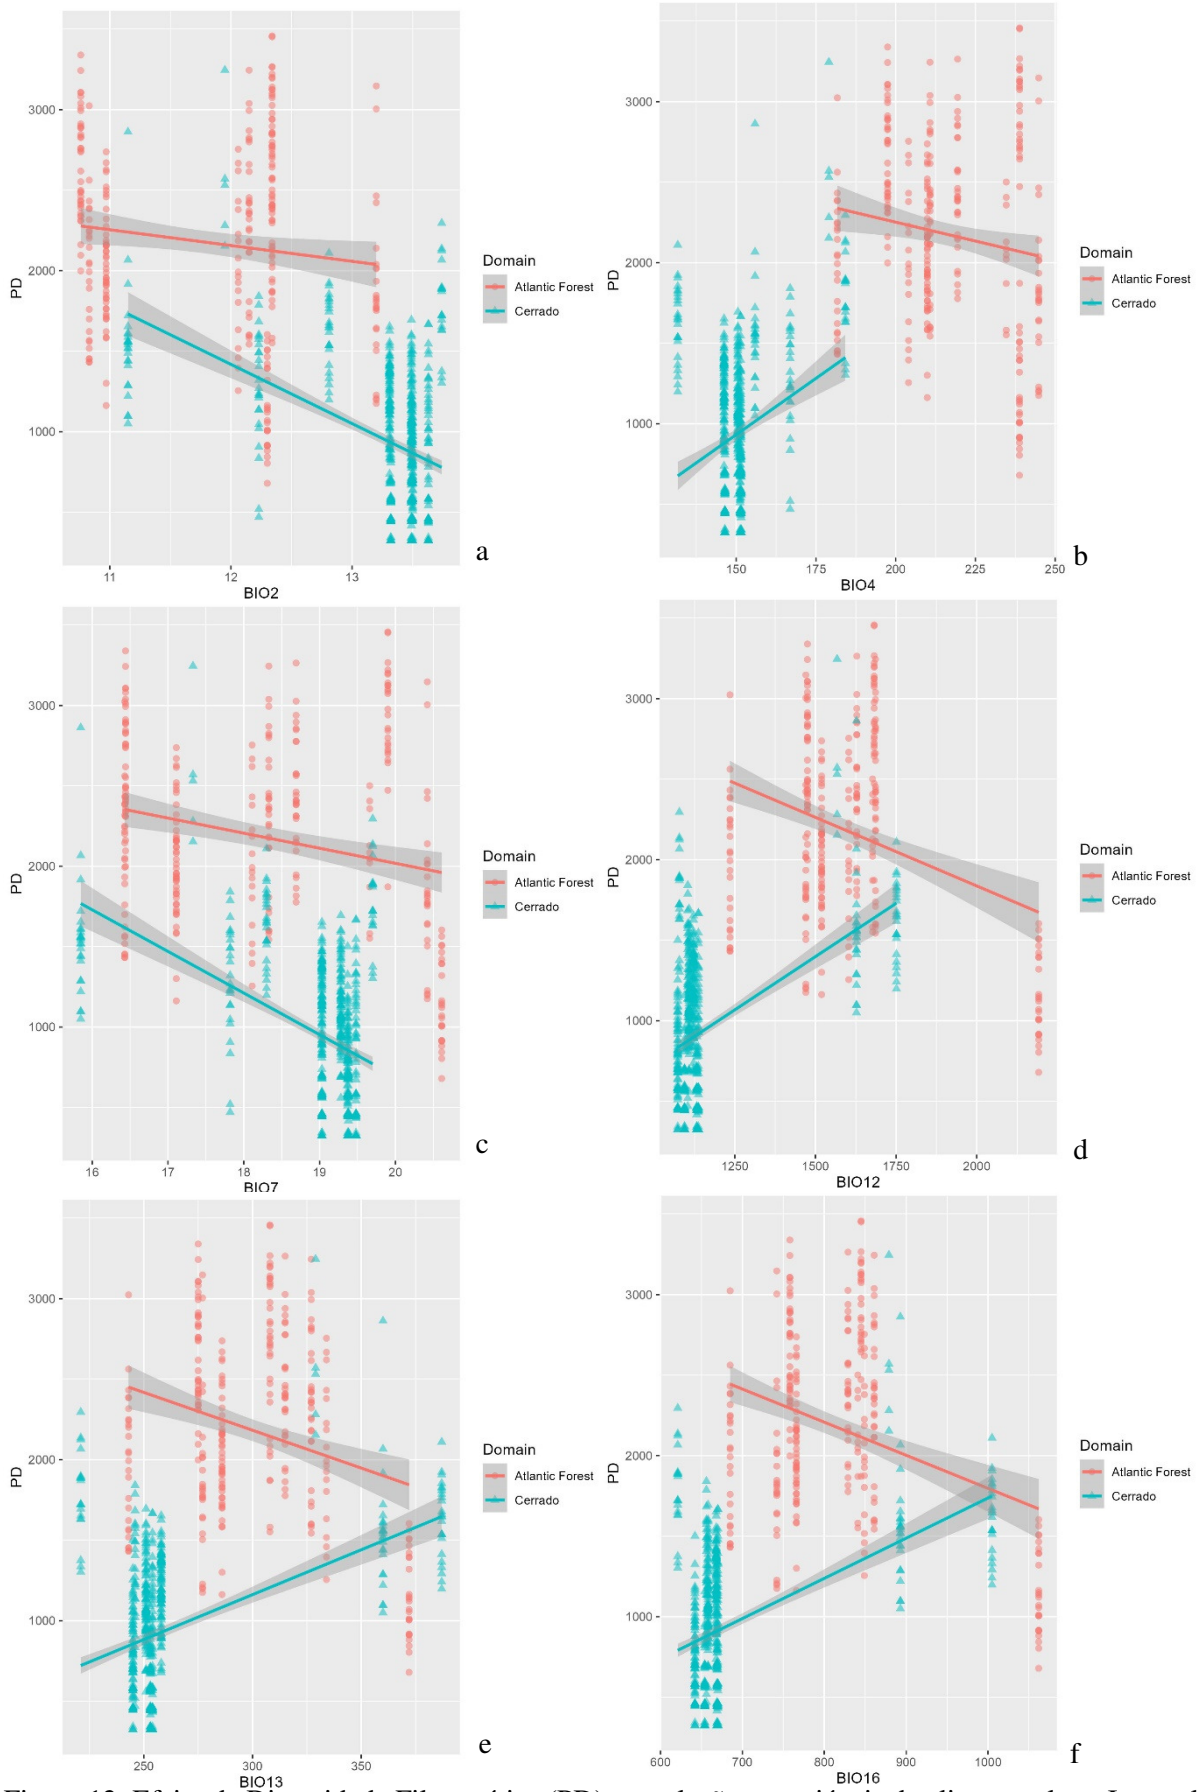 3000
2000
1000
PD
11
12
13
BIO2
Domain
Atlantic Forest
Cerrado
a
3000
2000
1000
PD
150
175
200
225
250
BIO4
Domain
Atlantic Forest
Cerrado
b
3000
2000
1000
PD
16
17
18
19
20
BIO7
Domain
Atlantic Forest
Cerrado
c
3000
2000
1000
PD
1250
1500
1750
2000
BIO12
Domain
Atlantic Forest
Cerrado
d
3000
2000
1000
PD
250
300
350
BIO13
Domain
Atlantic Forest
Cerrado
e
3000
2000
1000
PD
600
700
800
900
1000
BIO16
Domain
Atlantic Forest
Cerrado
f
(PD)